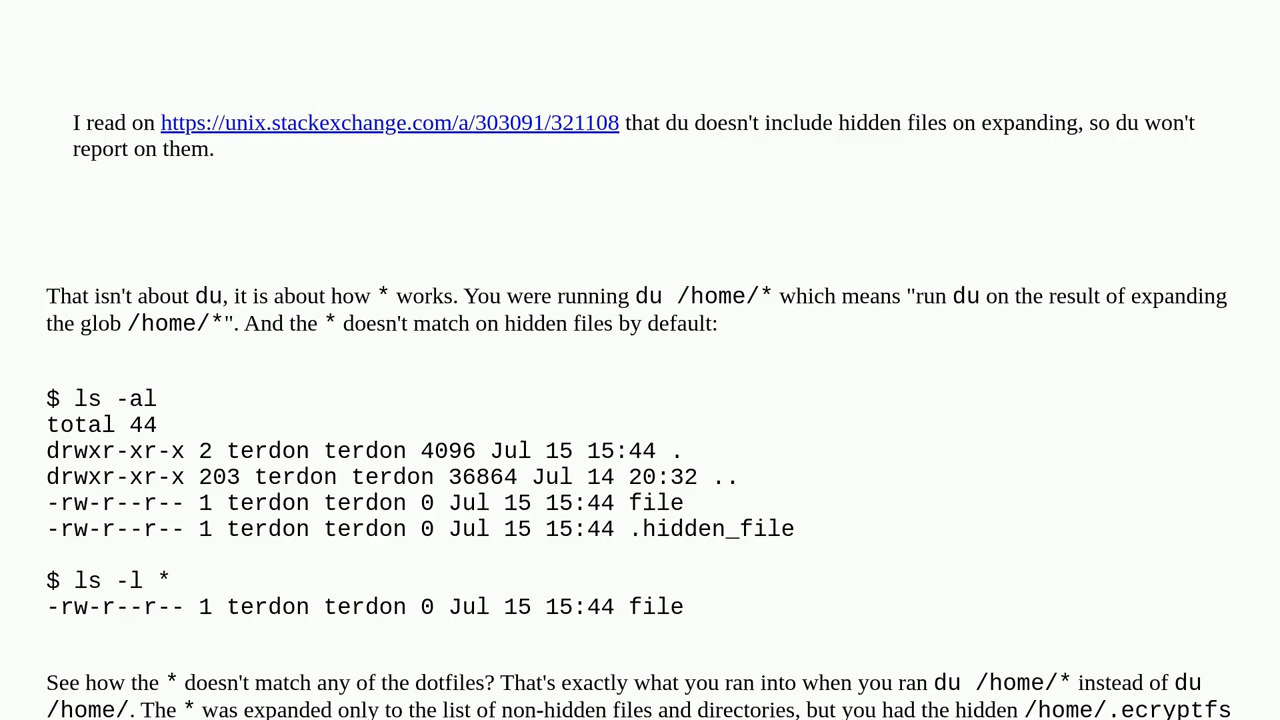 I read on https://unix.stackexchange.com/a/303091/321108 that du doesn't include hidden files on expanding, so du won't
report on them.
That isn't about du, it is about how * works. You were running du /home/* which means "run du on the result of expanding
the glob /home/*". And the * doesn't match on hidden files by default:
$ ls -al
total 44
drwxr-xr-x 2 terdon terdon 4096 Jul 15 15:44 .
drwxr-xr-x 203 terdon terdon 36864 Jul 14 20:32 ..
-rw-r--r-- 1 terdon terdon 0 Jul 15 15:44 file
-rw-r--r-- 1 terdon terdon 0 Jul 15 15:44 .hidden_file
$ ls -l *
-rw-r--r-- 1 terdon terdon 0 Jul 15 15:44 file
See how the * doesn't match any of the dotfiles? That's exactly what you ran into when you ran du /home/* instead of du
/home/. The * was expanded only to the list of non-hidden files and directories, but you had the hidden /home/.ecryptfs